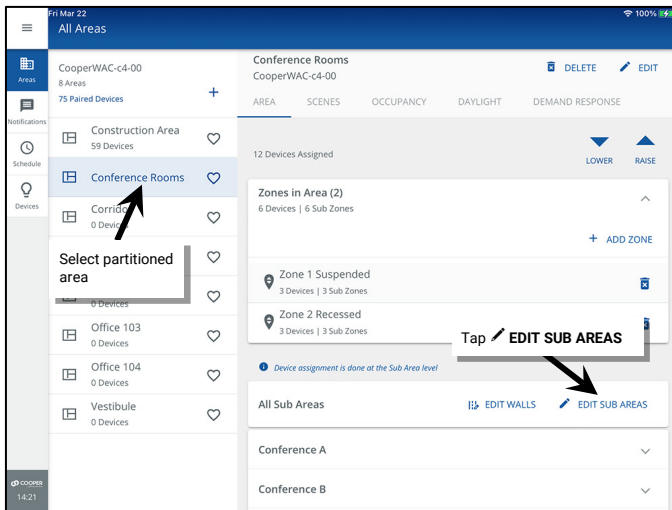 Fri Mar 22
100%
All Areas
Areas
Notifications
Schedule
Devices
COOPER
14:21
CooperWAC-c4-00
8 Areas
75 Paired Devices
+
Construction Area
59 Devices
Conference Rooms
Corrido
0 Devices
Select partitioned
area
0 Devices
Office 103
0 Devices
Office 104
0 Devices
Vestibule
0 Devices
Conference Rooms
CooperWAC-c4-00
DELETE
EDIT
AREA SCENES OCCUPANCY DAYLIGHT DEMAND RESPONSE
12 Devices Assigned
LOWER RAISE
Zones in Area (2)
6 Devices | 6 Sub Zones
+ ADD ZONE
Zone 1 Suspended
3 Devices | 3 Sub Zones
Zone 2 Recessed
3 Devices | 3 Sub Zones
Tap EDIT SUB AREAS
Device assignment is done at the Sub Area level
All Sub Areas EDIT WALLS EDIT SUB AREAS
Conference A
Conference B